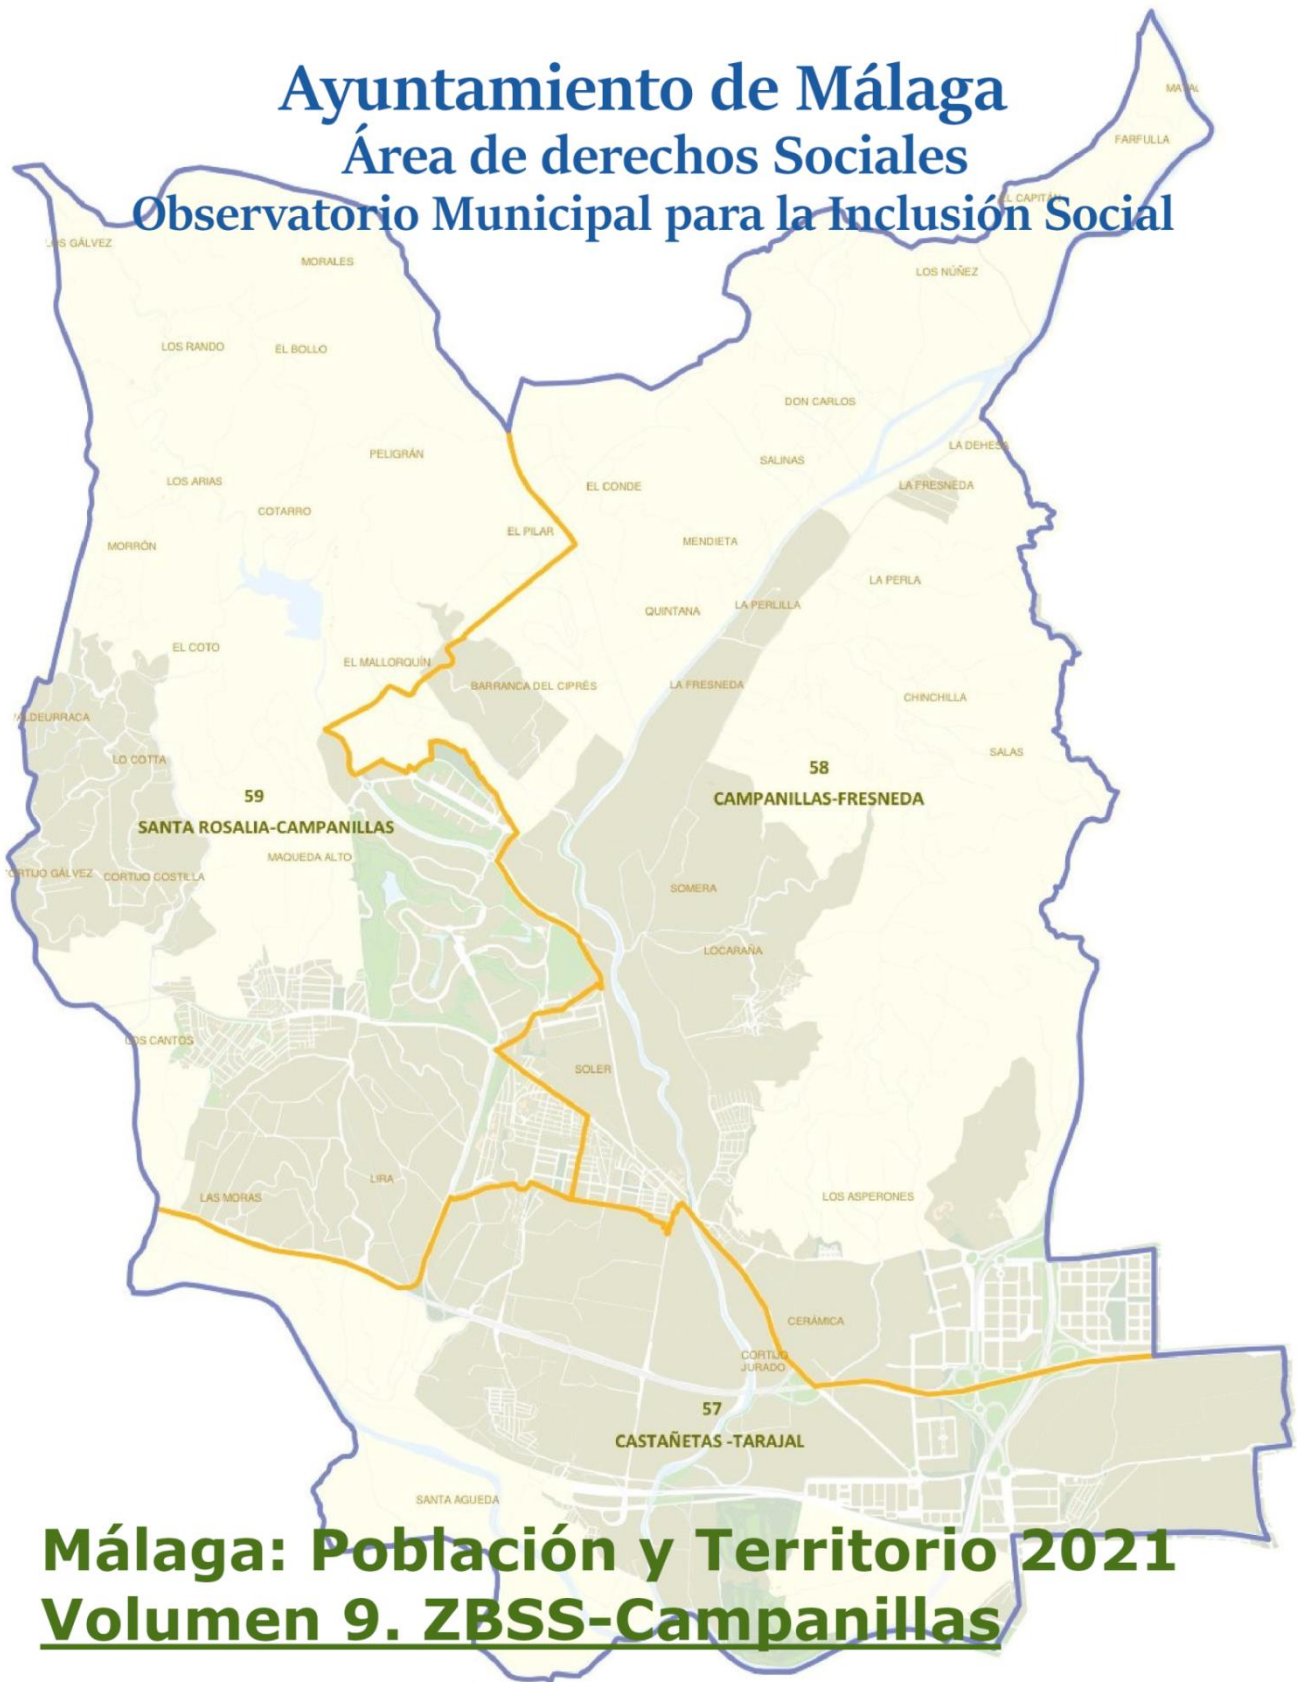 Ayuntamiento de Málaga
Área de derechos Sociales
Observatorio Municipal para la Inclusión Social
FARFULLA
EL CAPITÁN
LOS GÁLVEZ
MORALES
LOS NÚÑEZ
LOS RANDO
EL BOLLO
DON CARLOS
LA DEHESA
PELIGRÁN
SALINAS
LOS ARIAS
EL CONDE
LA FRESNEDA
COTARRO
EL PILAR
MORRÓN
MENDIETA
LA PERLA
QUINTANA
LA PERLILLA
EL COTO
EL MALLORQUÍN
BARRANCA DEL CIPRÉS
LA FRESNEDA
CHINCHILLA
VALDEURRACA
LO COTTA
SALAS
59
SANTA ROSALIA-CAMPANILLAS
58
CAMPANILLAS-FRESNEDA
MAQUEDA ALTO
CORTIJO GÁLVEZ
CORTIJO COSTILLA
SOMERA
LOCARAÑA
LOS CANTOS
SOLER
LIRA
LAS MORAS
LOS ASPERONES
CERÁMICA
CORTIJO
JURADO
57
CASTAÑETAS -TARAJAL
SANTA AGUEDA
Málaga: Población y Territorio 2021
Volumen 9. ZBSS-Campanillas